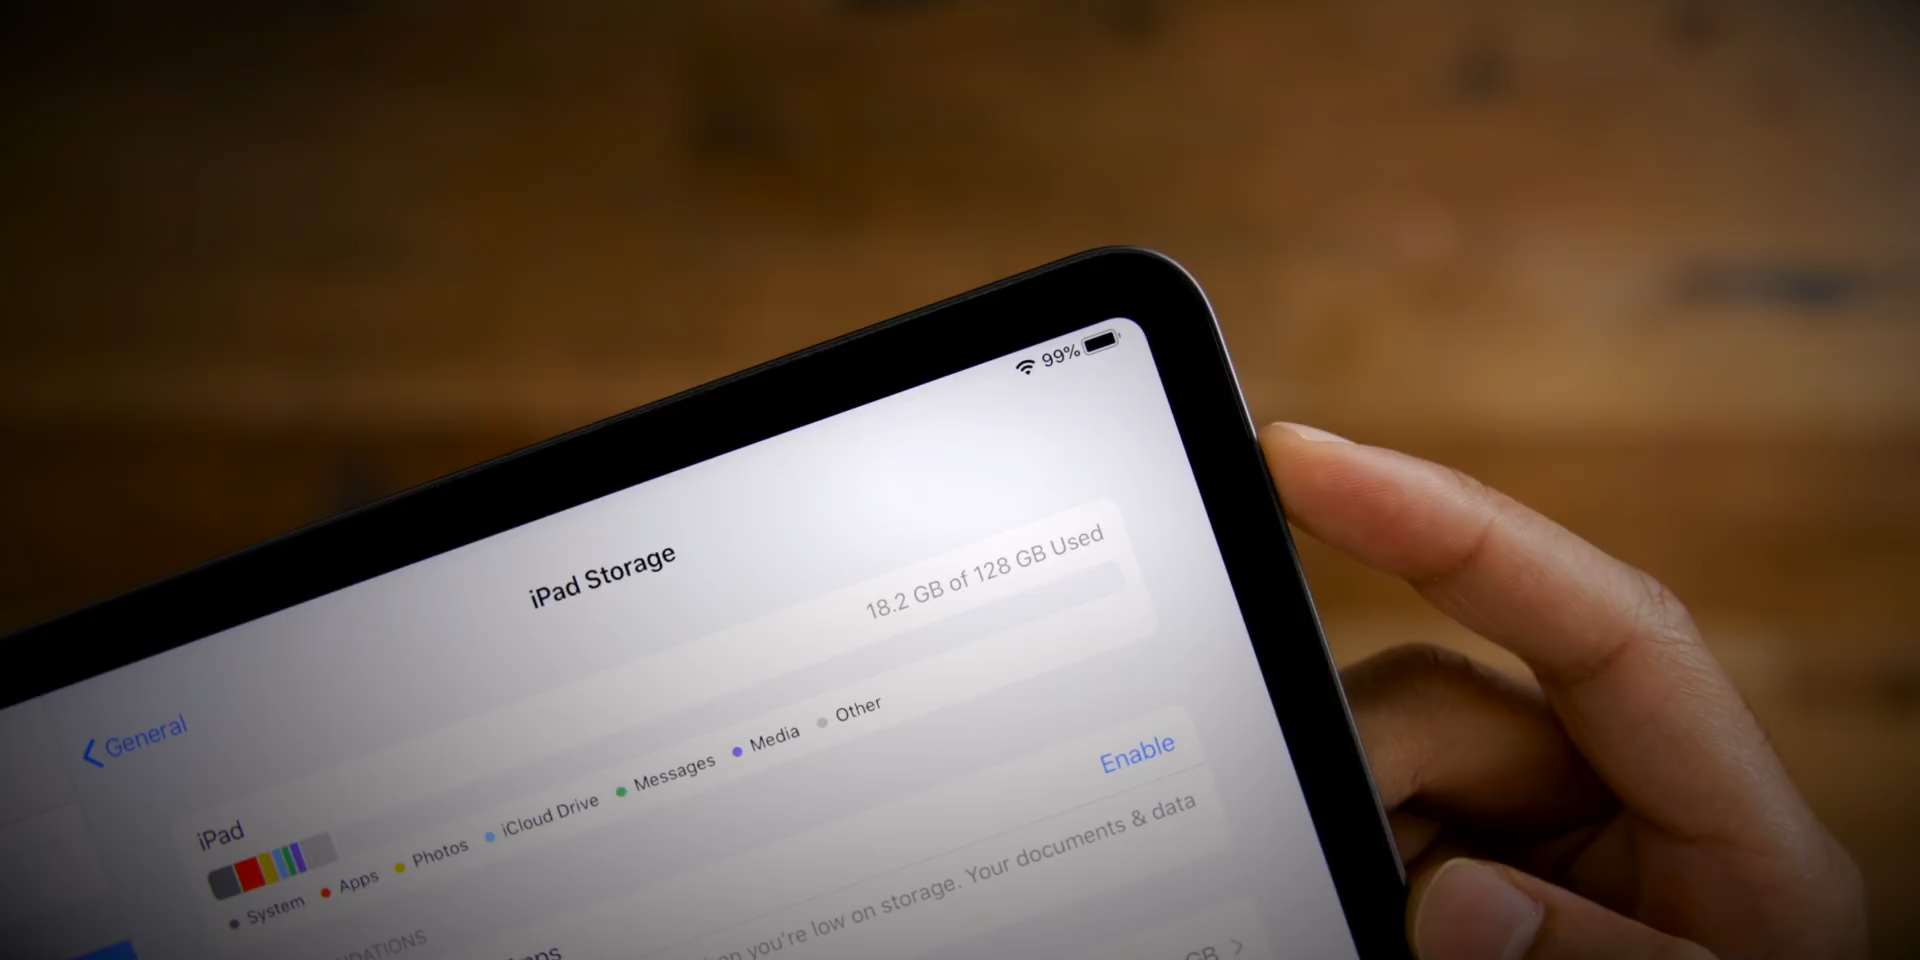 99%
iPad Storage
General
iPad
18.2 GB of 128 GB Used
System Apps Photos iCloud Drive Messages Media Other
Enable
you're low on storage. Your documents & data
GB